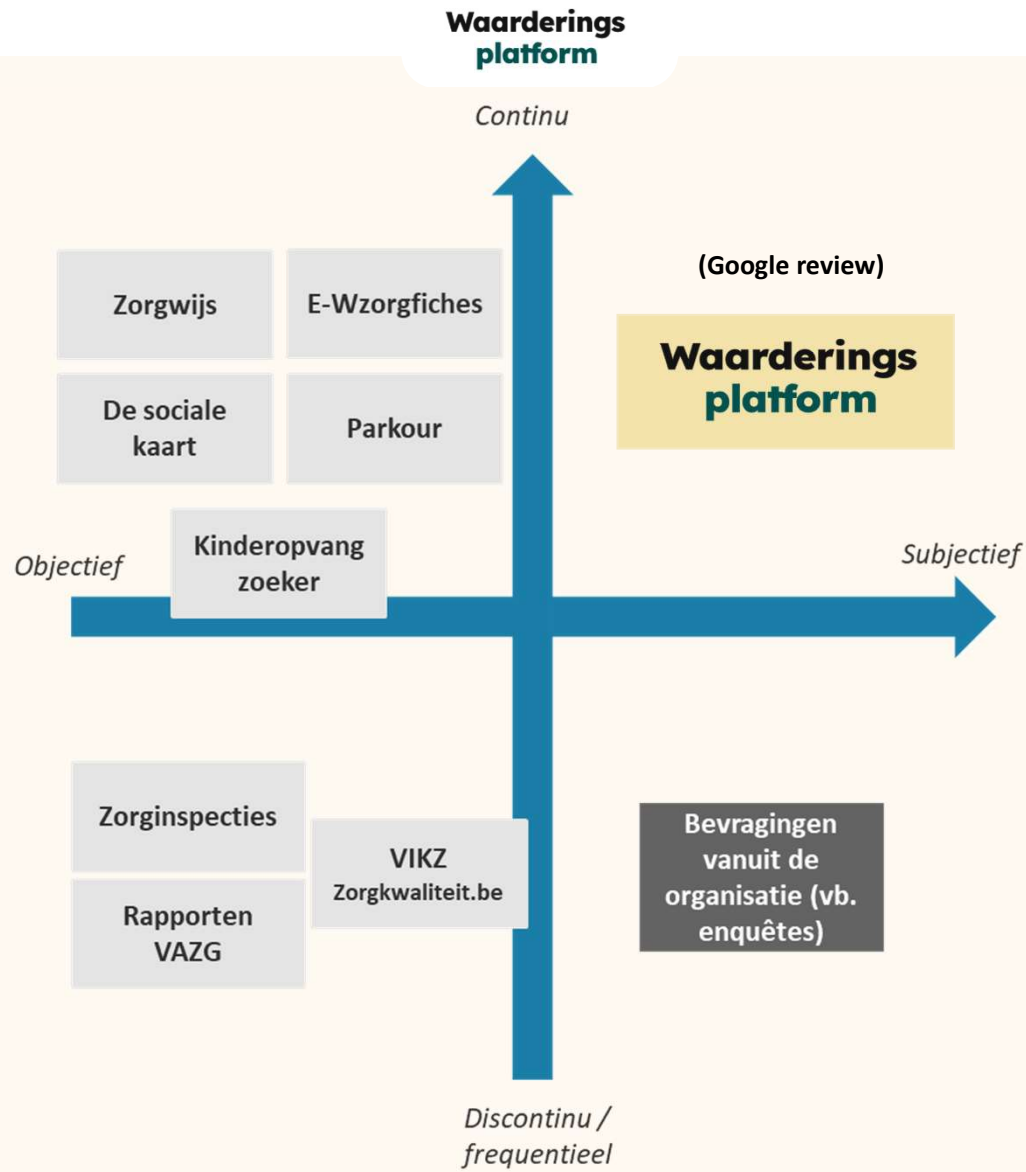 Waarderings
platform
Continu
(Google review)
Zorgwijs
E-Wzorgfiches
Waarderings
platform
De sociale
kaart
Parkour
Kinderopvang
zoeker
Objectief
Subjectief
Zorginspecties
VIKZ
Zorgkwaliteit.be
Rapporten
VAZG
Bevragingen
vanuit de
organisatie (vb.
enquêtes)
Discontinu /
frequentieel